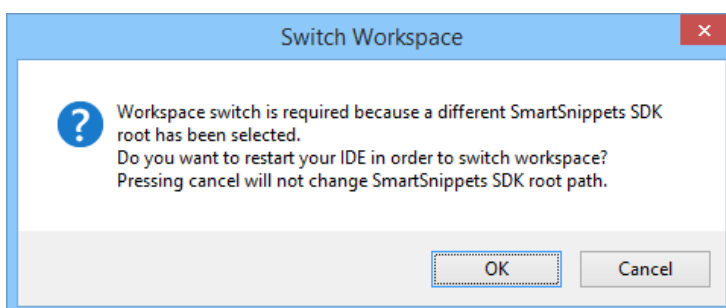 Switch Workspace
Workspace switch is required because a different SmartSnippets SDK
root has been selected.
Do you want to restart your IDE in order to switch workspace?
Pressing cancel will not change SmartSnippets SDK root path.
OK
Cancel